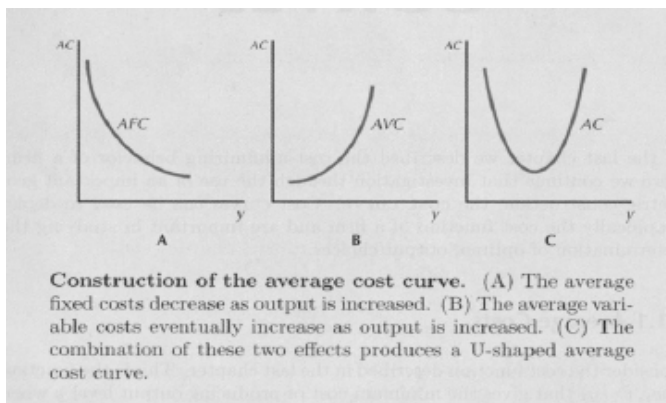 AC
AC
AC
AFC
AVC
AC
y
y
y
A
B
C
Construction of the average cost curve. (A) The average
fixed costs decrease as output is increased. (B) The average vari-
able costs eventually increase as output is increased. (C) The
combination of these two effects produces a U-shaped average
cost curve.